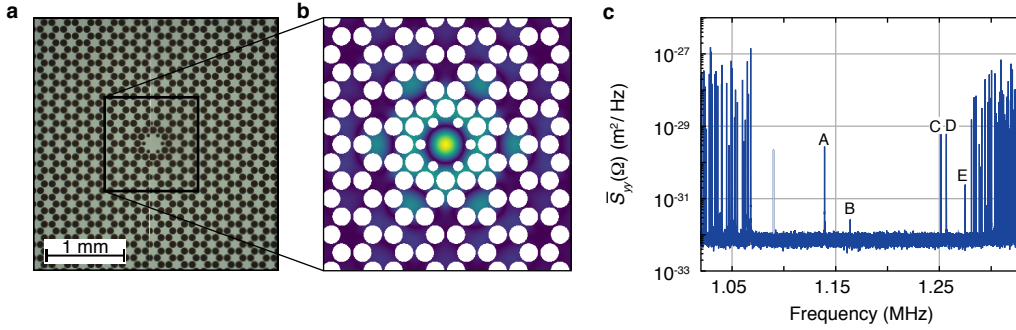 a
b
c
1 mm
10⁻²⁷
10⁻²⁹
10⁻³¹
10⁻³³
S̅yy(Ω) (m²/Hz)
A
B
C D
E
1.05
1.15
1.25
Frequency (MHz)